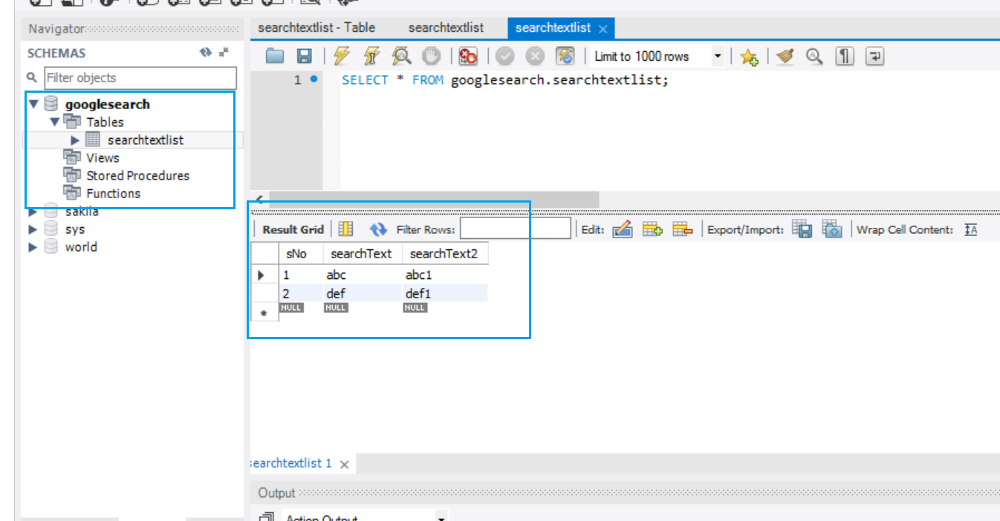 Navigator
SCHEMAS
Filter objects
googlesearch
Tables
searchtextlist
Views
Stored Procedures
Functions
sakila
sys
world
searchtextlist - Table searchtextlist searchtextlist
Limit to 1000 rows
1 SELECT * FROM googlesearch.searchtextlist;
Result Grid Filter Rows: Edit: Export/Import: Wrap Cell Content:
sNo searchText searchText2
1 abc abc1
2 def def1
NULL NULL NULL
searchtextlist 1
Output
Action Output